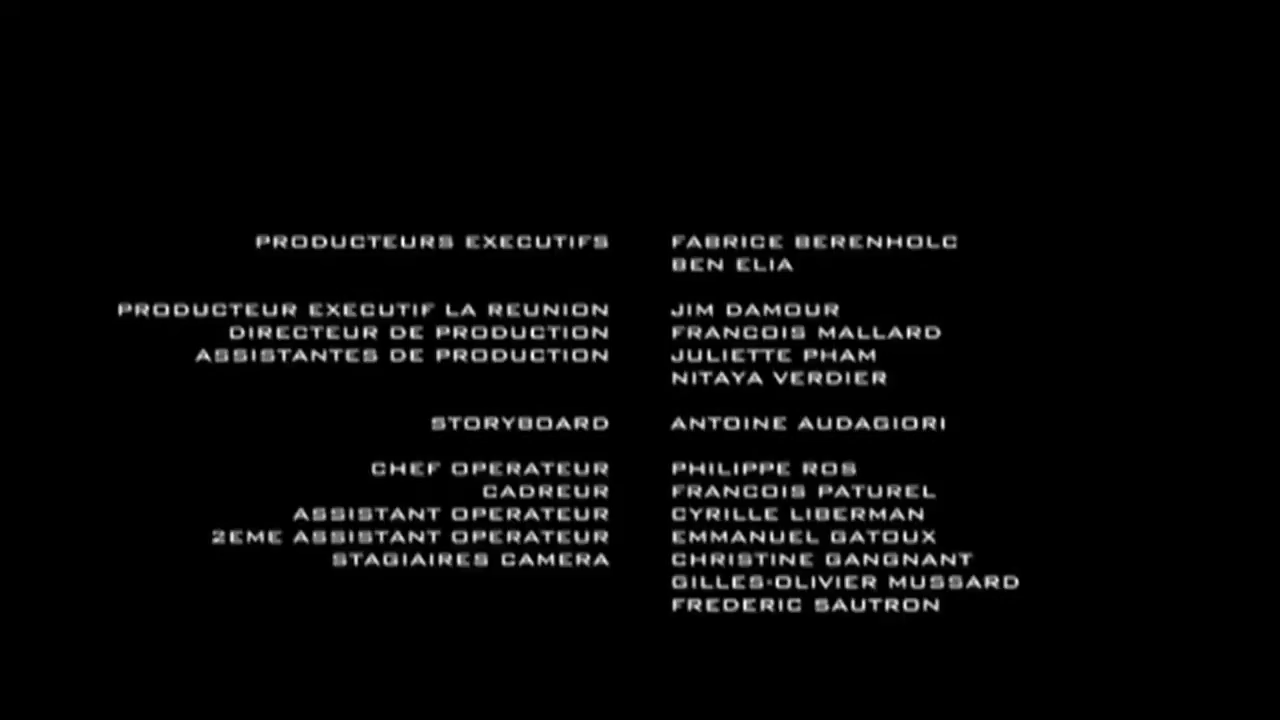 PRODUCTEURS EXECUTIFS FABRICE BERENHOLC
BEN ELIA
PRODUCTEUR EXECUTIF LA REUNION JIM DAMOUR
DIRECTEUR DE PRODUCTION FRANCOIS MALLARD
ASSISTANTES DE PRODUCTION JULIETTE PHAM
NITAYA VERDIER
STORYBOARD ANTOINE AUDAGIORI
CHEF OPERATEUR PHILIPPE ROS
CADREUR FRANCOIS PATUREL
ASSISTANT OPERATEUR CYRILLE LIBERMAN
2EME ASSISTANT OPERATEUR EMMANUEL GATOUX
STAGIAIRES CAMERA CHRISTINE GANGNANT
GILLES-OLIVIER MUSSARD
FREDERIC SAUTRON